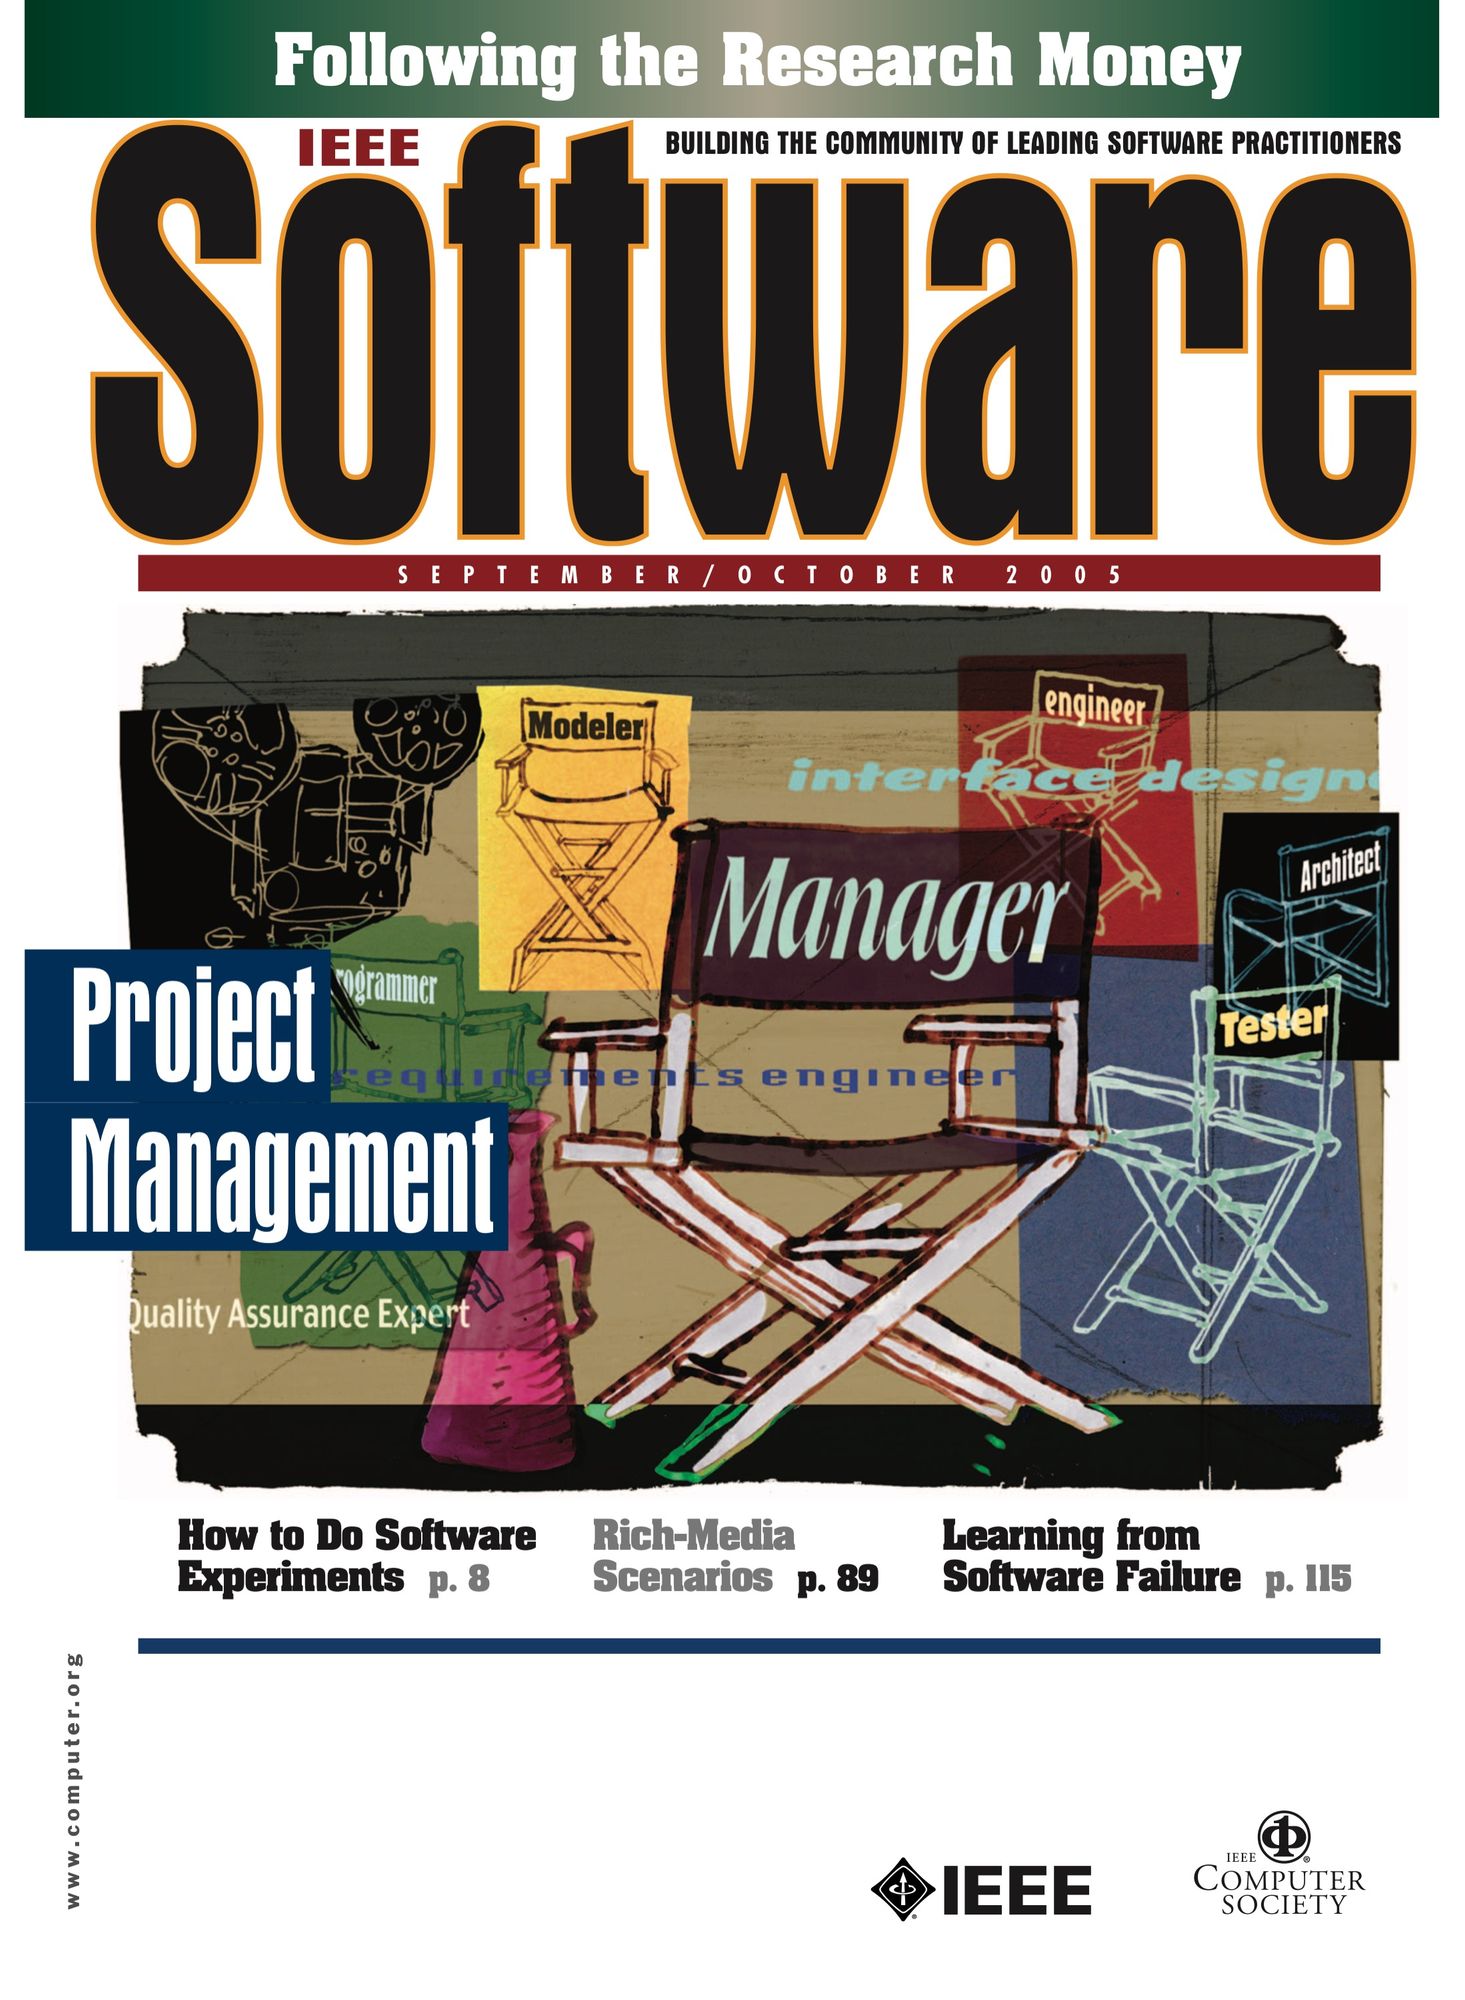 Following the Research Money
IEEE
BUILDING THE COMMUNITY OF LEADING SOFTWARE PRACTITIONERS
Software
SEPTEMBER/OCTOBER 2005
Modeler
engineer
interface designe
Manager
Architect
rogrammer
Tester
Project
requirements engineer
Management
Quality Assurance Expert
How to Do Software
Experiments p. 8
Rich-Media
Scenarios p. 89
Learning from
Software Failure p. 115
www.computer.org
IEEE
IEEE
COMPUTER
SOCIETY